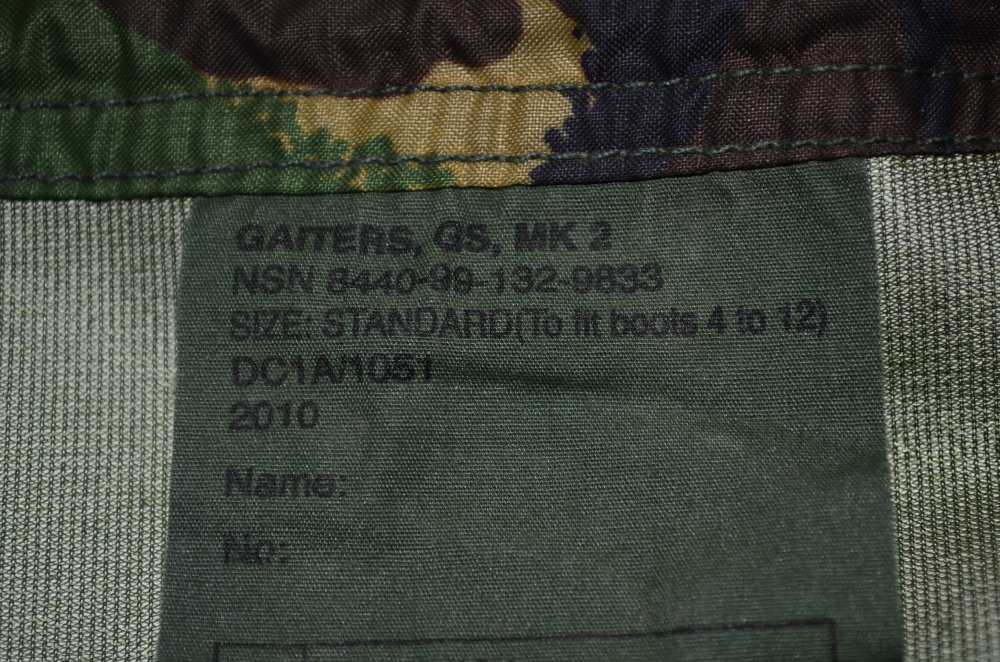 GAITERS, GS, MK 2
NSN 8440-99-132-9833
SIZE: STANDARD(To fit boots 4 to 12)
DC1A/1051
2010
Name:
No: